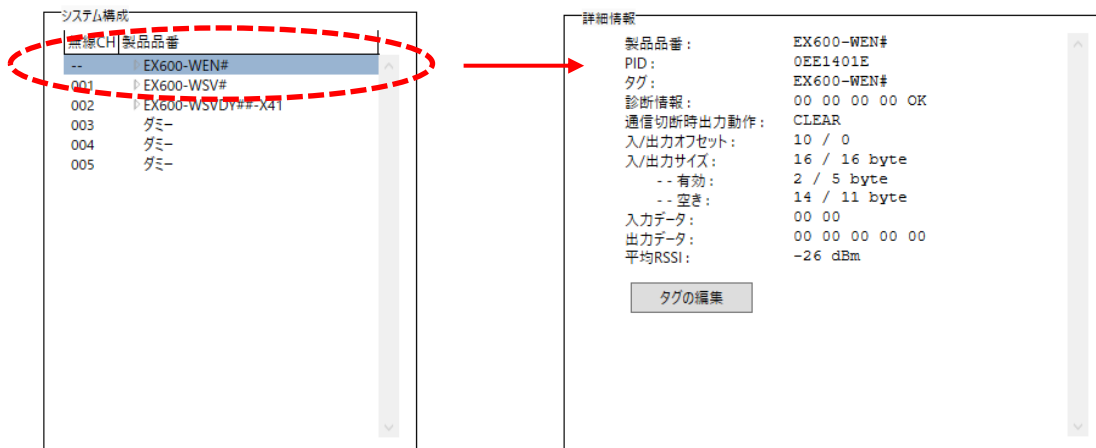 システム構成
無線CH 製品品番
-- EX600-WEN#
001 EX600-WSV#
002 EX600-WSVDY##-X41
003 ダミー
004 ダミー
005 ダミー
詳細情報
製品品番: EX600-WEN#
PID: 0EE1401E
タグ: EX600-WEN#
診断情報: 00 00 00 00 OK
通信切断時出力動作: CLEAR
入/出力オフセット: 10 / 0
入/出力サイズ: 16 / 16 byte
--有効: 2 / 5 byte
--空き: 14 / 11 byte
入力データ: 00 00
出力データ: 00 00 00 00 00
平均RSSI: -26 dBm
タグの編集